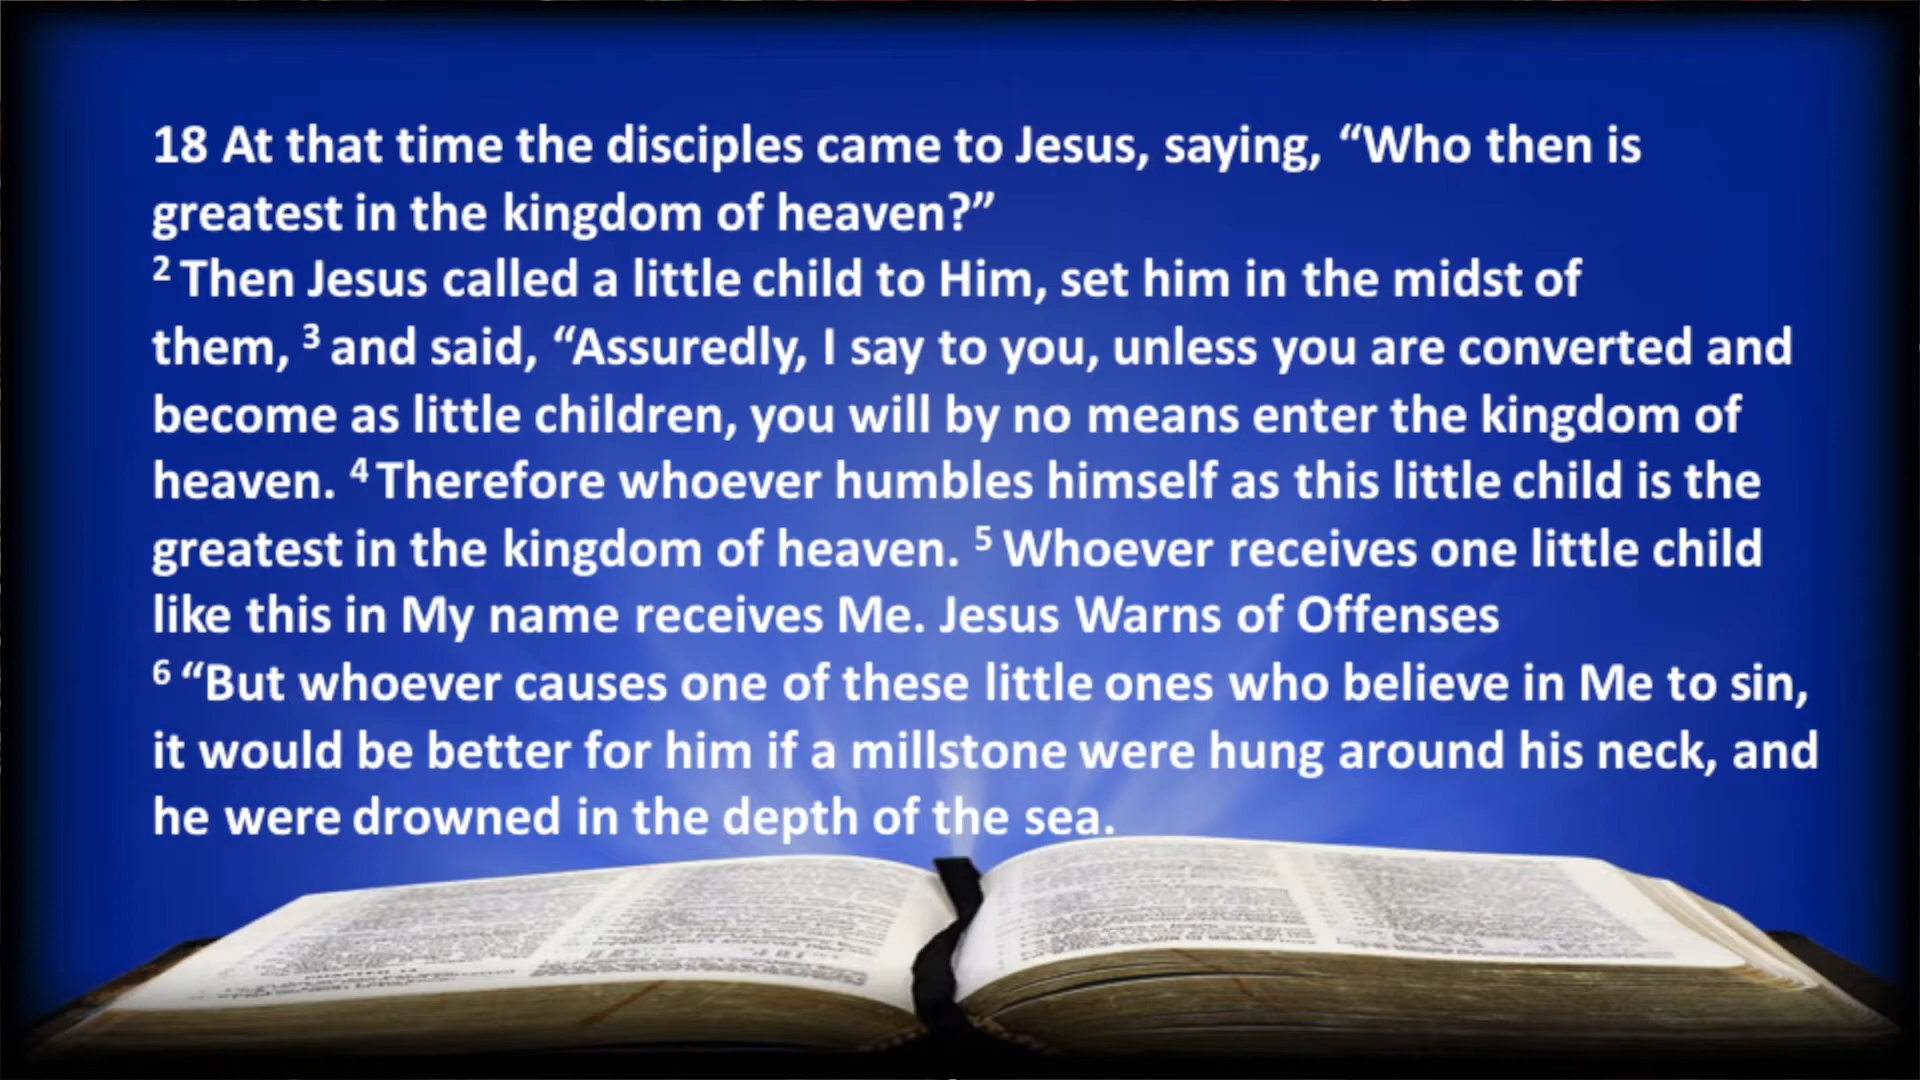 18 At that time the disciples came to Jesus, saying, “Who then is
greatest in the kingdom of heaven?”
2 Then Jesus called a little child to Him, set him in the midst of
them, 3 and said, “Assuredly, I say to you, unless you are converted and
become as little children, you will by no means enter the kingdom of
heaven. 4 Therefore whoever humbles himself as this little child is the
greatest in the kingdom of heaven. 5 Whoever receives one little child
like this in My name receives Me. Jesus Warns of Offenses
6 “But whoever causes one of these little ones who believe in Me to sin,
it would be better for him if a millstone were hung around his neck, and
he were drowned in the depth of the sea.